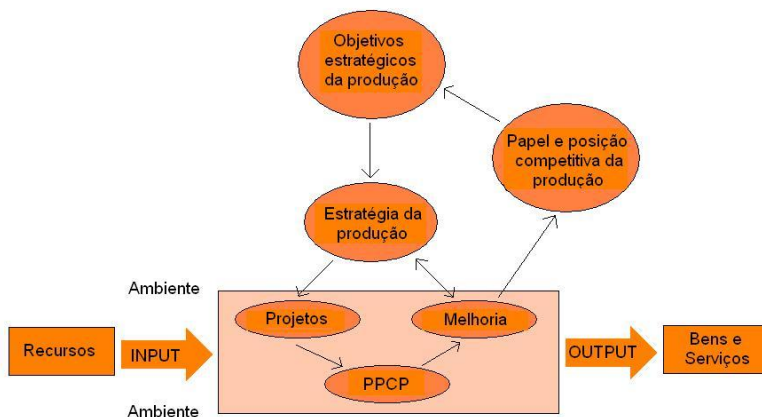 Objetivos
estratégicos
da produção
Papel e posição
competitiva da
produção
Estratégia da
produção
Ambiente
Projetos
Melhoria
Recursos
INPUT
OUTPUT
Bens e
Serviços
PPCP
Ambiente